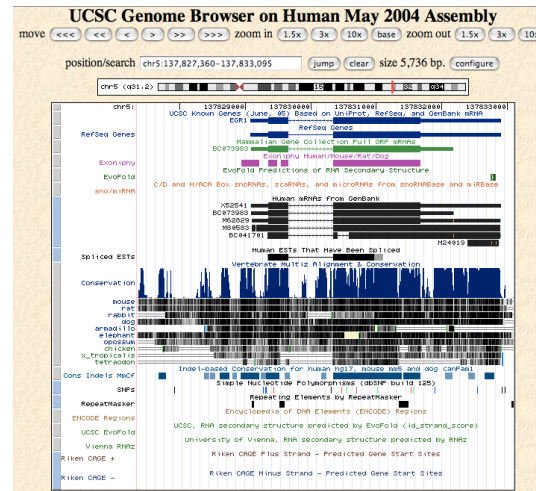 UCSC Genome Browser on Human May 2004 Assembly
move <<< << < > >> >>> zoom in 1.5x 3x 10x base zoom out 1.5x 3x 10x
position/search chr5:137,827,360-137,833,095 jump clear size 5,736 bp. configure
chr5 (q31.2) 15 32 q34
chr5: 137829000 137830000 137831000 137832000 137833000
UCSC Known Genes (June, 05) Based on UniProt, RefSeq, and GenBank mRNA
EGR1
RefSeq Genes
RefSeq Genes
Mammalian Gene Collection Full ORF mRNAs
BC073983
Exoniphy Human/Mouse/Rat/Dog
Exoniphy
EvoFold Predictions of RNA Secondary Structure
EvoFold
C/D and H/ACA Box snoRNAs, scaRNAs, and microRNAs from snoRNABase and miRBase
sno/miRNA
Human mRNAs from GenBank
X52541
BC073983
M62829
M80583
BC041701
M24019
Human ESTs That Have Been Spliced
Spliced ESTs
Vertebrate Multiz Alignment & Conservation
Conservation
mouse
rat
rabbit
dog
armadillo
elephant
opossum
chicken
x_tropicalis
tetraodon
Indel-based Conservation for human hg17, mouse mm5 and dog canFam1
Cons Indels MmCf
Simple Nucleotide Polymorphisms (dbSNP build 125)
SNPs
Repeating Elements by RepeatMasker
RepeatMasker
Encyclopedia of DNA Elements (ENCODE) Regions
ENCODE Regions
UCSC, RNA secondary structure predicted by EvoFold (id_strand_score)
UCSC EvoFold
University of Vienna, RNA secondary structure predicted by RNAz
Vienna RNAz
Riken CAGE Plus Strand - Predicted Gene Start Sites
Riken CAGE +
Riken CAGE Minus Strand - Predicted Gene Start Sites
Riken CAGE -